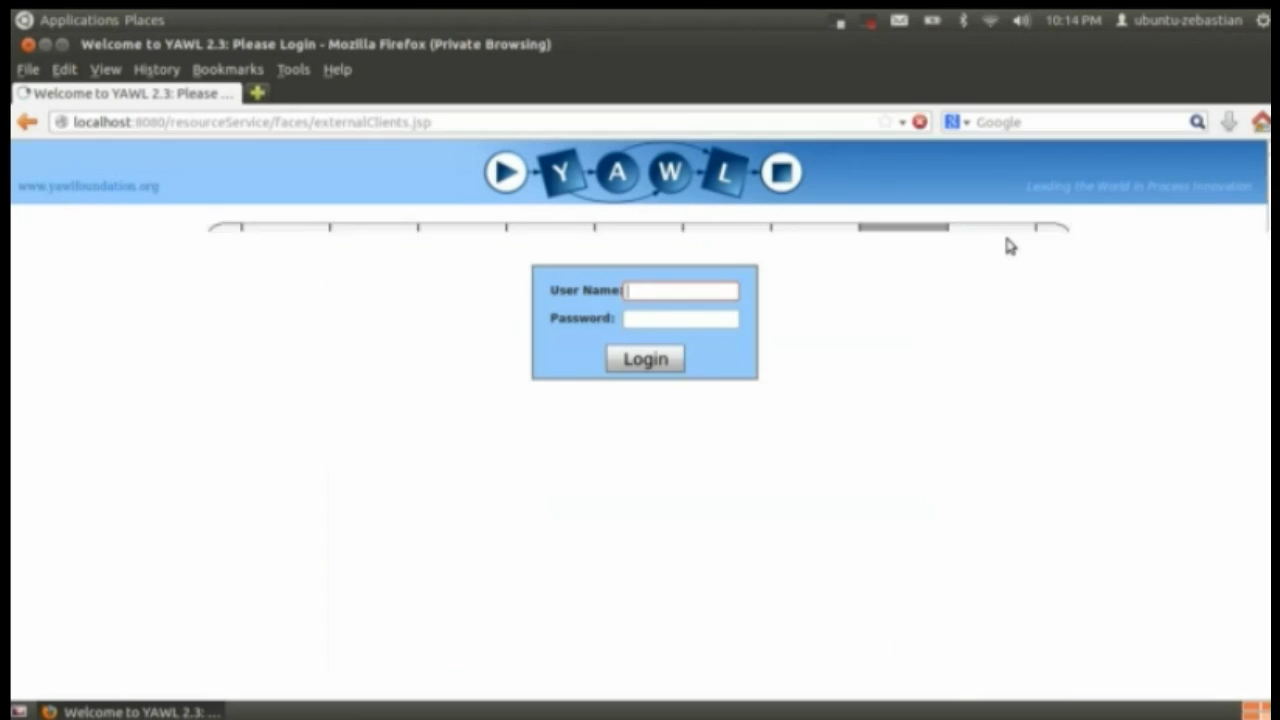 Applications Places
10:14 PM ubuntu-zebastian
Welcome to YAWL 2.3: Please Login - Mozilla Firefox (Private Browsing)
File Edit View History Bookmarks Tools Help
Welcome to YAWL 2.3: Please ...
localhost:8080/resourceService/faces/externalClients.jsp
Google
YAWL
www.yawlfoundation.org
Leading the World in Process Innovation
User Name:
Password:
Login
Welcome to YAWL 2.3: ...